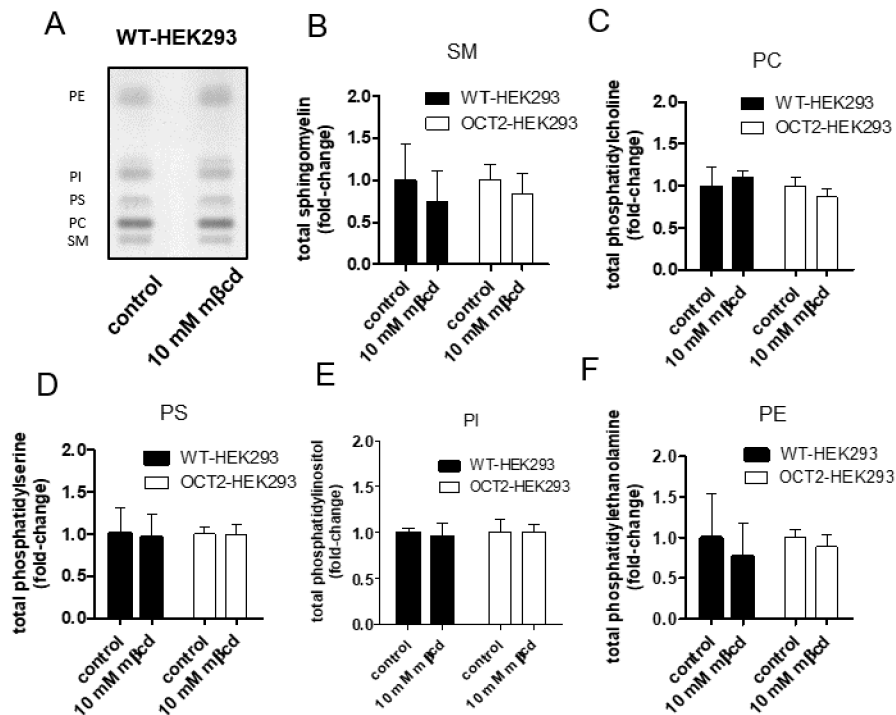 A
WT-HEK293
PE
PI
PS
PC
SM
control
10 mM mβcd
B
SM
total sphingomyelin
(fold-change)
2.0
1.5
1.0
0.5
0.0
WT-HEK293
OCT2-HEK293
control
10 mM mβcd
control
10 mM mβcd
C
PC
total phosphatidylcholine
(fold-change)
2.0
1.5
1.0
0.5
0.0
WT-HEK293
OCT2-HEK293
control
10 mM mβcd
control
10 mM mβcd
D
PS
total phosphatidylserine
(fold-change)
2.0
1.5
1.0
0.5
0.0
WT-HEK293
OCT2-HEK293
control
10 mM mβcd
control
10 mM mβcd
E
PI
total phosphatidylinositol
(fold-change)
2.0
1.5
1.0
0.5
0.0
WT-HEK293
OCT2-HEK293
control
10 mM mβcd
control
10 mM mβcd
F
PE
total phosphatidylethanolamine
(fold-change)
2.0
1.5
1.0
0.5
0.0
WT-HEK293
OCT2-HEK293
control
10 mM mβcd
control
10 mM mβcd